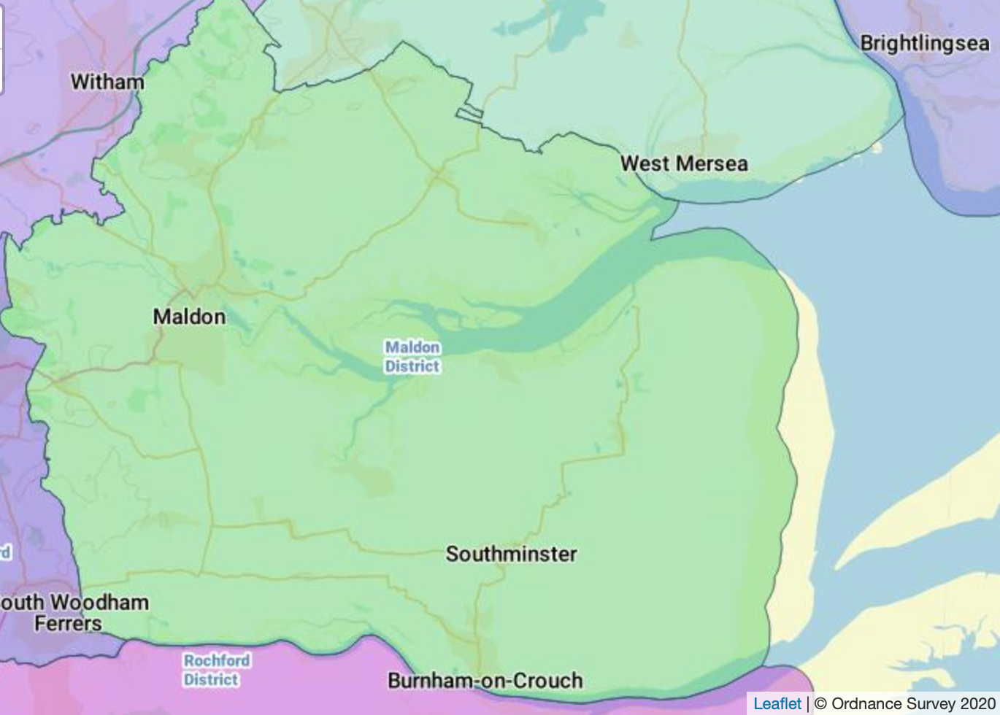 Brightlingsea
Witham
West Mersea
Maldon
Maldon
District
Southminster
rd
outh Woodham
Ferrers
Rochford
District
Burnham-on-Crouch
Leaflet | © Ordnance Survey 2020